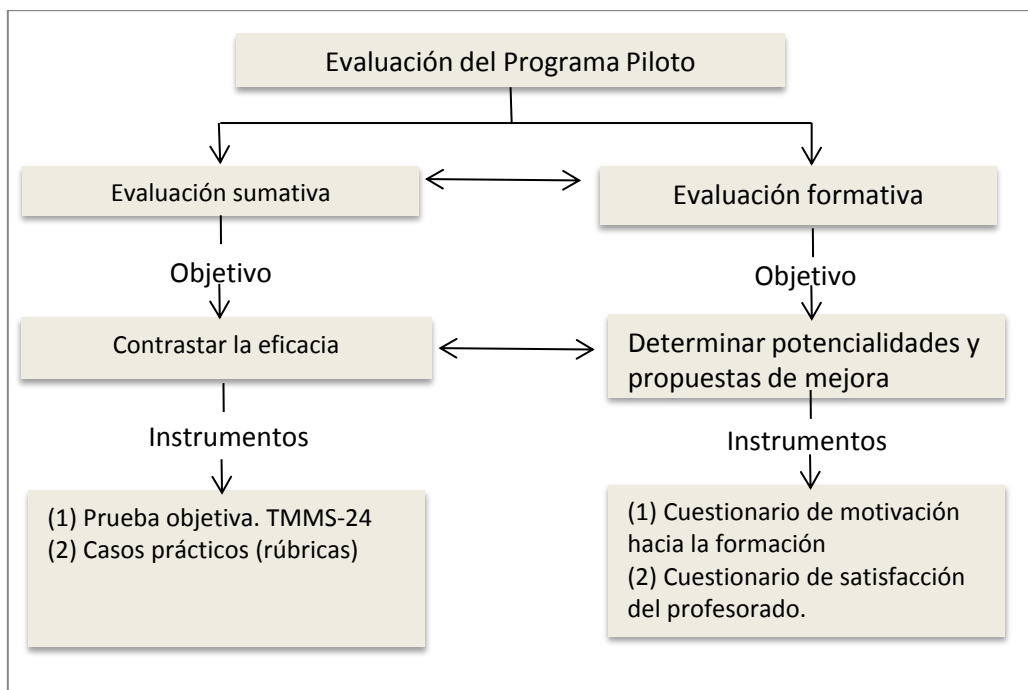 Evaluación del Programa Piloto
Evaluación sumativa
Evaluación formativa
Objetivo
Objetivo
Contrastar la eficacia
Determinar potencialidades y
propuestas de mejora
Instrumentos
Instrumentos
(1) Prueba objetiva. TMMS-24
(2) Casos prácticos (rúbricas)
(1) Cuestionario de motivación
hacia la formación
(2) Cuestionario de satisfacción
del profesorado.